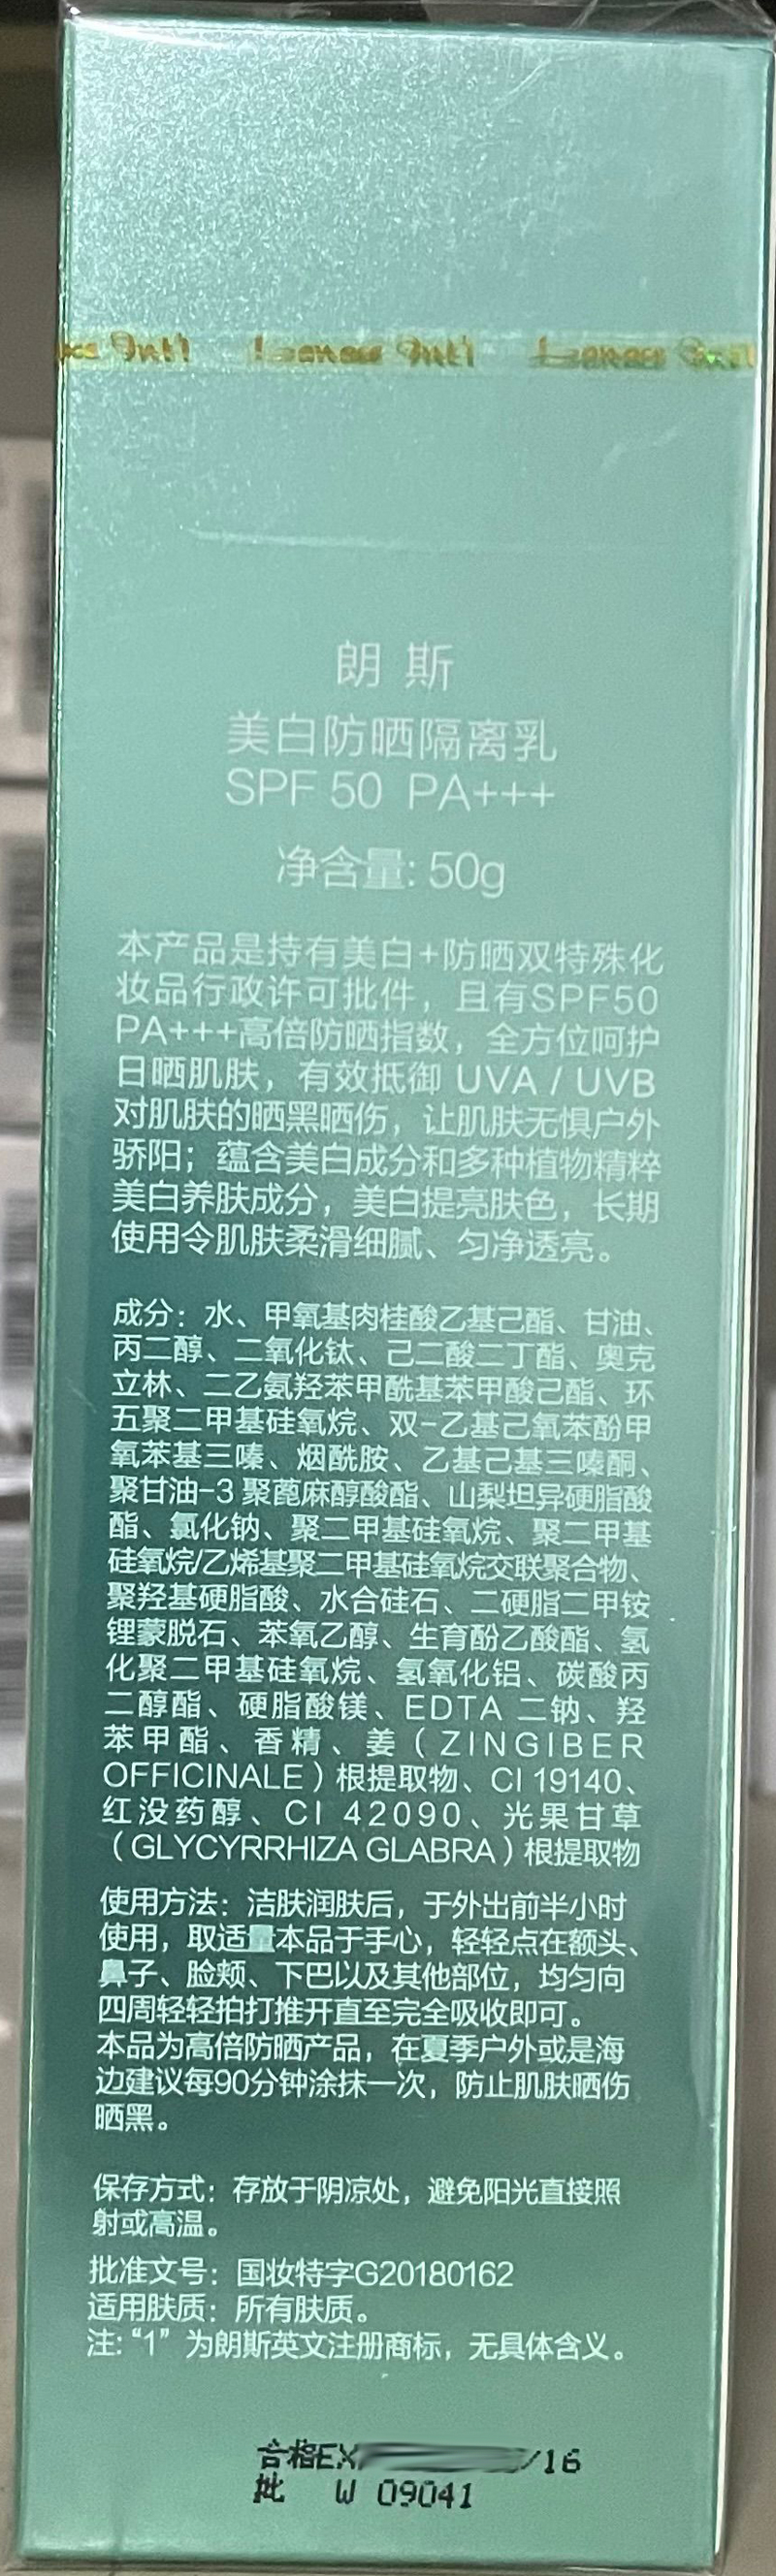 Lances Int'l
朗斯
美白防晒隔离乳
SPF 50 PA+++
净含量: 50g
本产品是持有美白+防晒双特殊化
妆品行政许可批件，且有SPF50
PA+++高倍防晒指数，全方位呵护
日晒肌肤，有效抵御 UVA / UVB
对肌肤的晒黑晒伤，让肌肤无惧户外
骄阳；蕴含美白成分和多种植物精粹
美白养肤成分，美白提亮肤色，长期
使用令肌肤柔滑细腻、匀净透亮。
成分：水、甲氧基肉桂酸乙基己酯、甘油、
丙二醇、二氧化钛、己二酸二丁酯、奥克
立林、二乙氨羟苯甲酰基苯甲酸己酯、环
五聚二甲基硅氧烷、双-乙基己氧苯酚甲
氧苯基三嗪、烟酰胺、乙基己基三嗪酮、
聚甘油-3 聚蓖麻醇酸酯、山梨坦异硬脂酸
酯、氯化钠、聚二甲基硅氧烷、聚二甲基
硅氧烷/乙烯基聚二甲基硅氧烷交联聚合物、
聚羟基硬脂酸、水合硅石、二硬脂二甲铵
锂蒙脱石、苯氧乙醇、生育酚乙酸酯、氢
化聚二甲基硅氧烷、氢氧化铝、碳酸丙
二醇酯、硬脂酸镁、EDTA 二钠、羟
苯甲酯、香精、姜（ZINGIBER
OFFICINALE）根提取物、CI 19140、
红没药醇、CI 42090、光果甘草
（GLYCYRRHIZA GLABRA）根提取物
使用方法：洁肤润肤后，于外出前半小时
使用，取适量本品于手心，轻轻点在额头、
鼻子、脸颊、下巴以及其他部位，均匀向
四周轻轻拍打推开直至完全吸收即可。
本品为高倍防晒产品，在夏季户外或是海
边建议每90分钟涂抹一次，防止肌肤晒伤
晒黑。
保存方式：存放于阴凉处，避免阳光直接照
射或高温。
批准文号：国妆特字G20180162
适用肤质：所有肤质。
注: “1” 为朗斯英文注册商标，无具体含义。
合格EX /16
批 W 09041